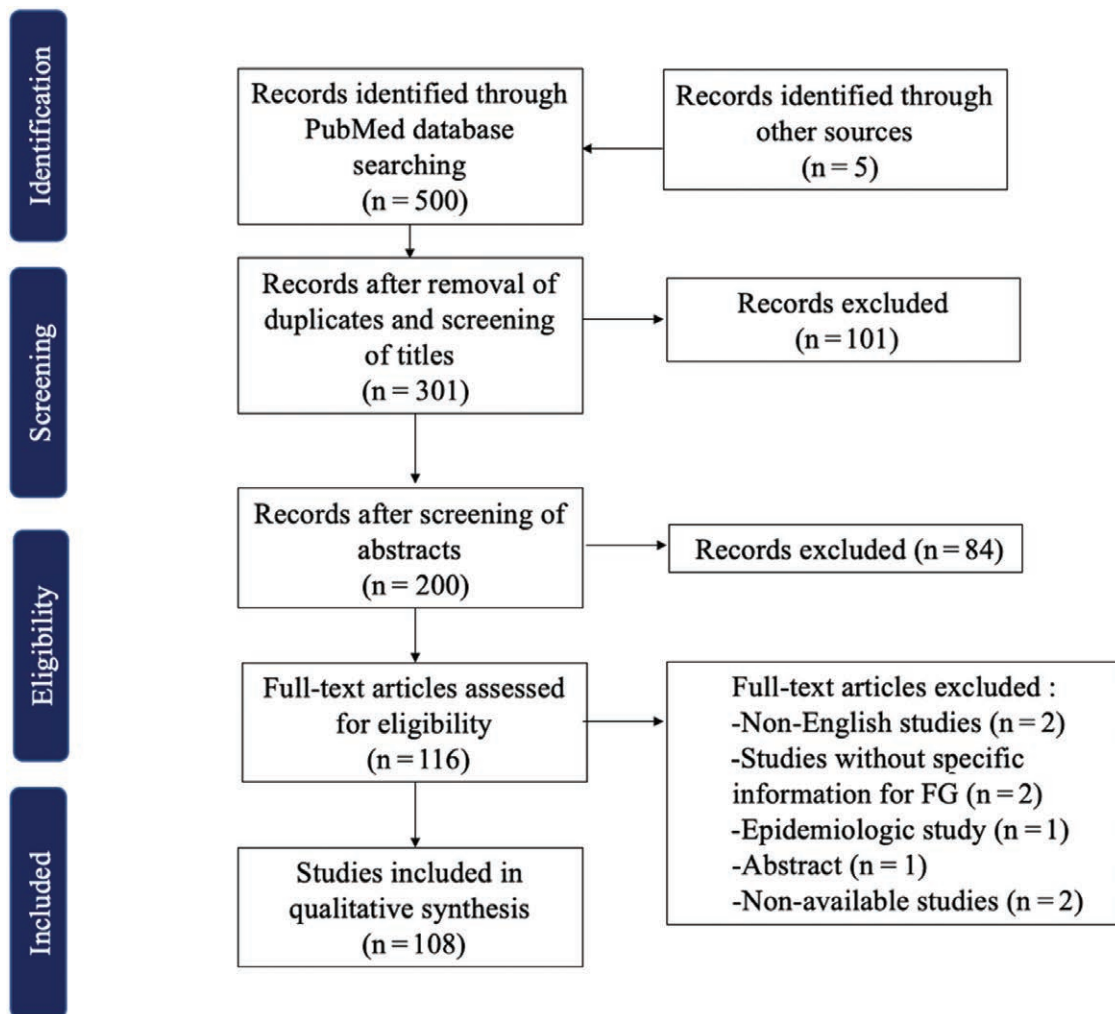 Identification
Records identified through
PubMed database
searching
(n = 500)
Records identified through
other sources
(n = 5)
Screening
Records after removal of
duplicates and screening
of titles
(n = 301)
Records excluded
(n = 101)
Eligibility
Records after screening of
abstracts
(n = 200)
Records excluded (n = 84)
Full-text articles assessed
for eligibility
(n = 116)
Full-text articles excluded :
-Non-English studies (n = 2)
-Studies without specific
information for FG (n = 2)
-Epidemiologic study (n = 1)
-Abstract (n = 1)
-Non-available studies (n = 2)
Included
Studies included in
qualitative synthesis
(n = 108)